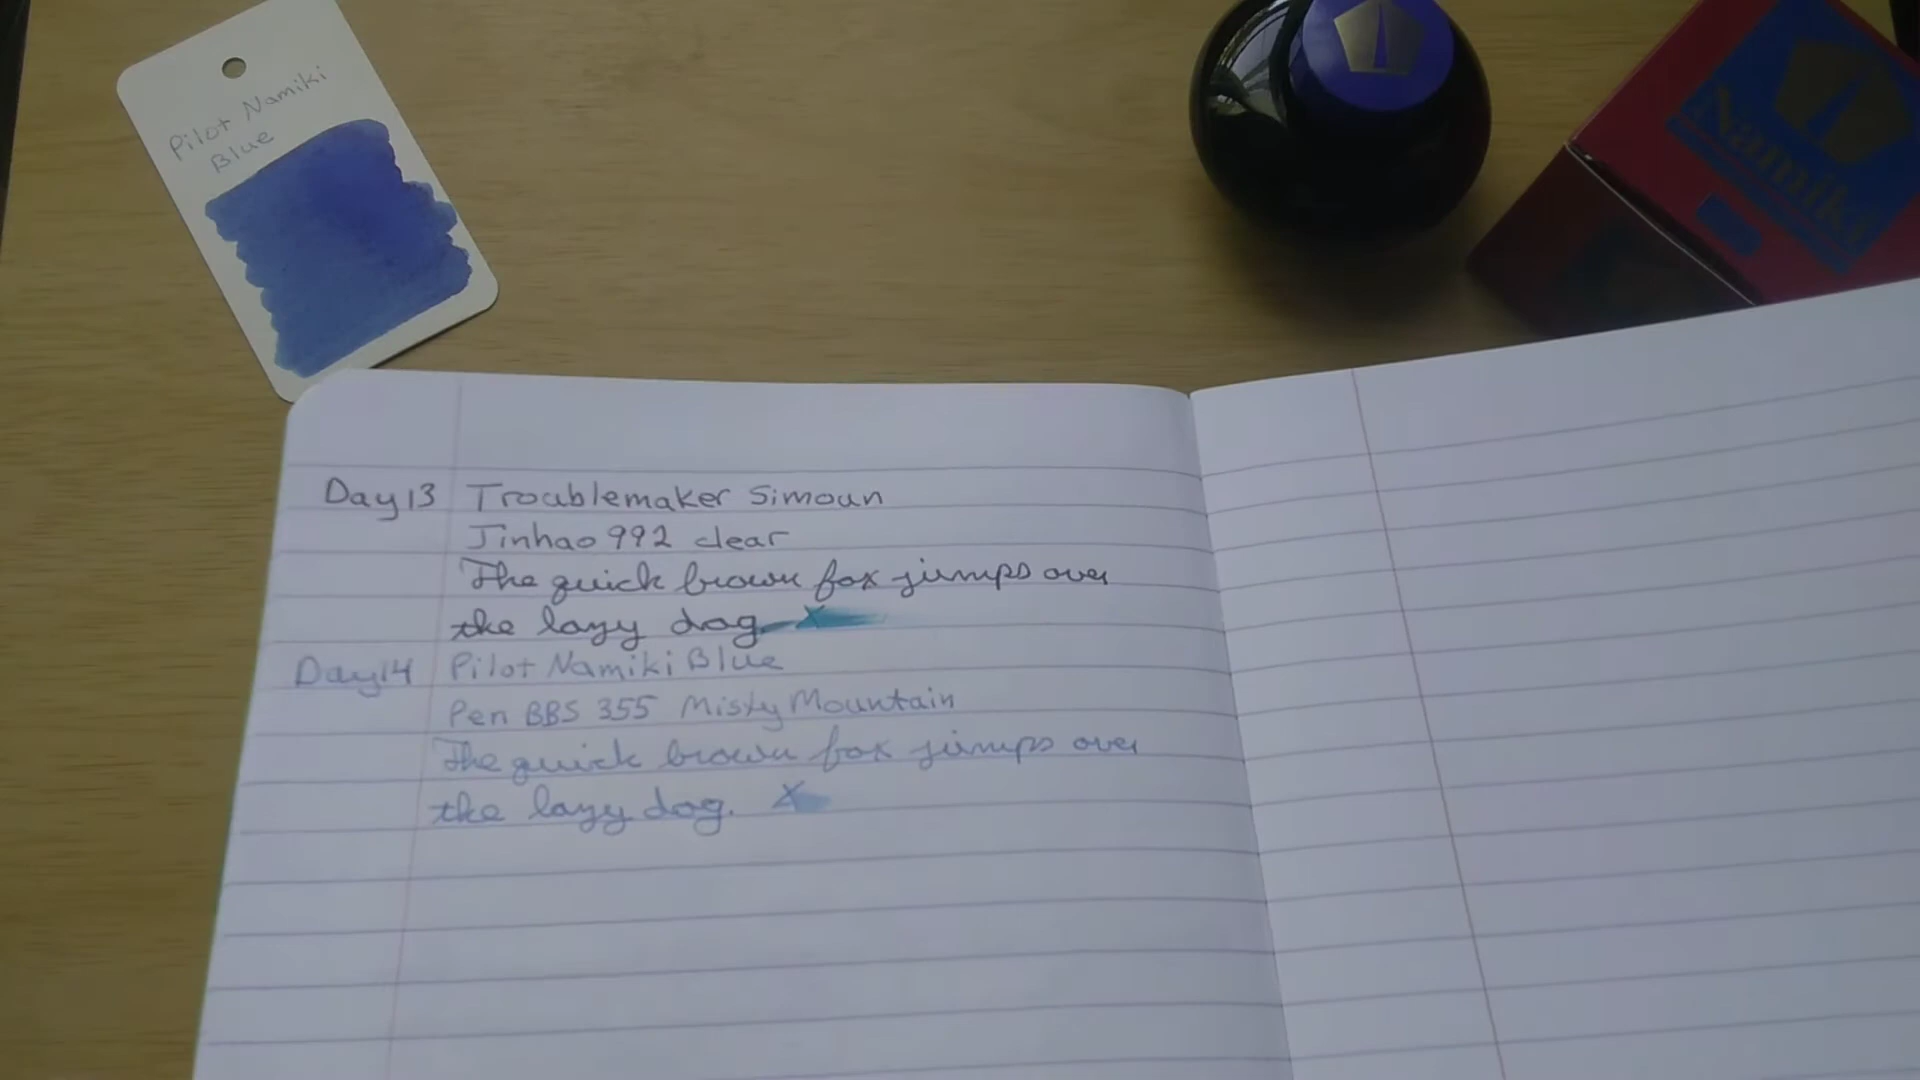 Pilot Namiki
Blue
Namiki
Day 13 Troublemaker Simoun
Jinhao 992 clear
The quick brown fox jumps over
the lazy dog. x
Day 14 Pilot Namiki Blue
Pen BBS 355 Misty Mountain
The quick brown fox jumps over
the lazy dog. x